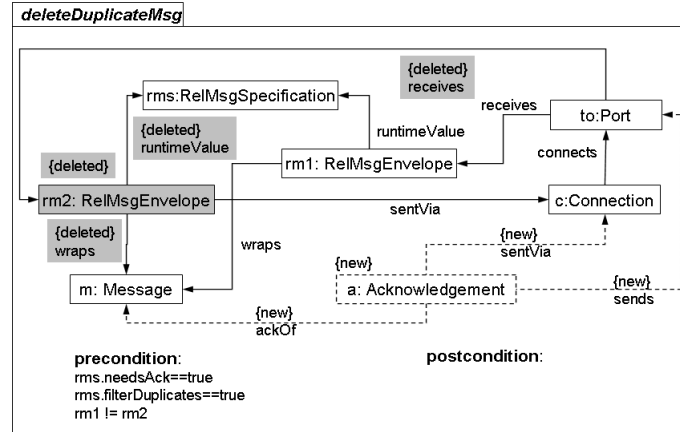 deleteDuplicateMsg
{deleted}
receives
rms:RelMsgSpecification
receives
to:Port
{deleted}
runtimeValue
runtimeValue
connects
{deleted}
rm1: RelMsgEnvelope
rm2: RelMsgEnvelope
sentVia
c:Connection
{deleted}
wraps
wraps
{new}
sentVia
{new}
m: Message
a: Acknowledgement
{new}
sends
{new}
ackOf
precondition:
rms.needsAck==true
rms.filterDuplicates==true
rm1 != rm2
postcondition: